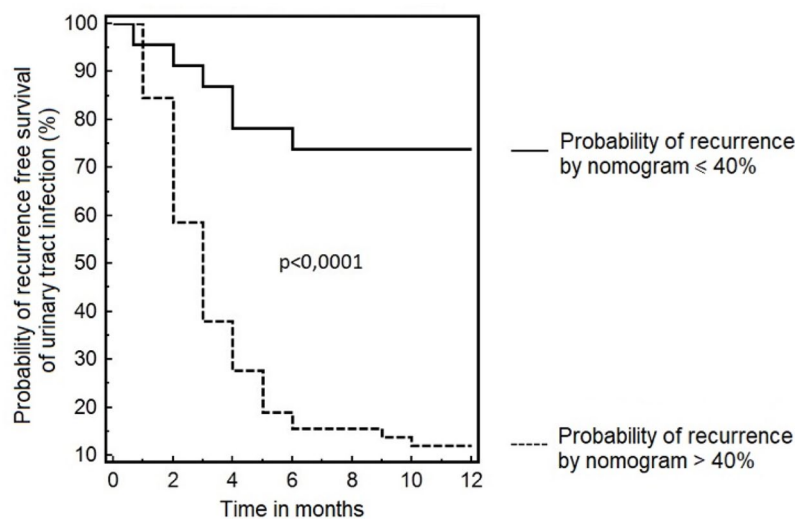 Probability of recurrence free survival
of urinary tract infection (%)
100
90
80
70
60
50
40
30
20
10
p<0,0001
0 2 4 6 8 10 12
Time in months
Probability of recurrence
by nomogram ⩽ 40%
Probability of recurrence
by nomogram > 40%